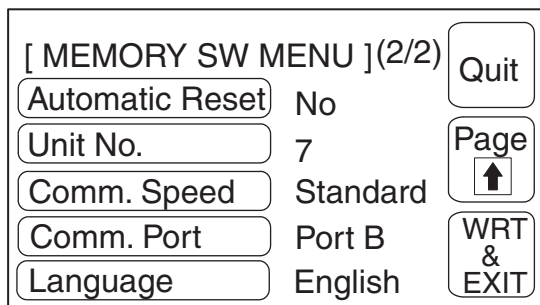 [ MEMORY SW MENU ](2/2)
Quit
Automatic Reset No
Unit No. 7
Page
Comm. Speed Standard
Comm. Port Port B
WRT
&
EXIT
Language English